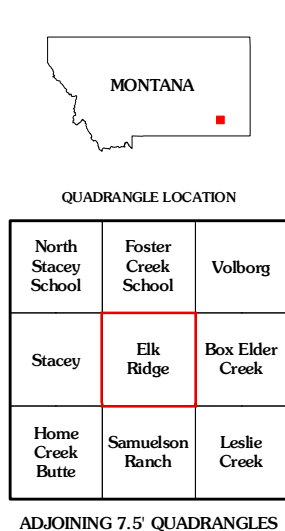 MONTANA
QUADRANGLE LOCATION
North
Stacey
School
Foster
Creek
School
Volborg
Stacey
Elk
Ridge
Box Elder
Creek
Home
Creek
Butte
Samuelson
Ranch
Leslie
Creek
ADJOINING 7.5' QUADRANGLES